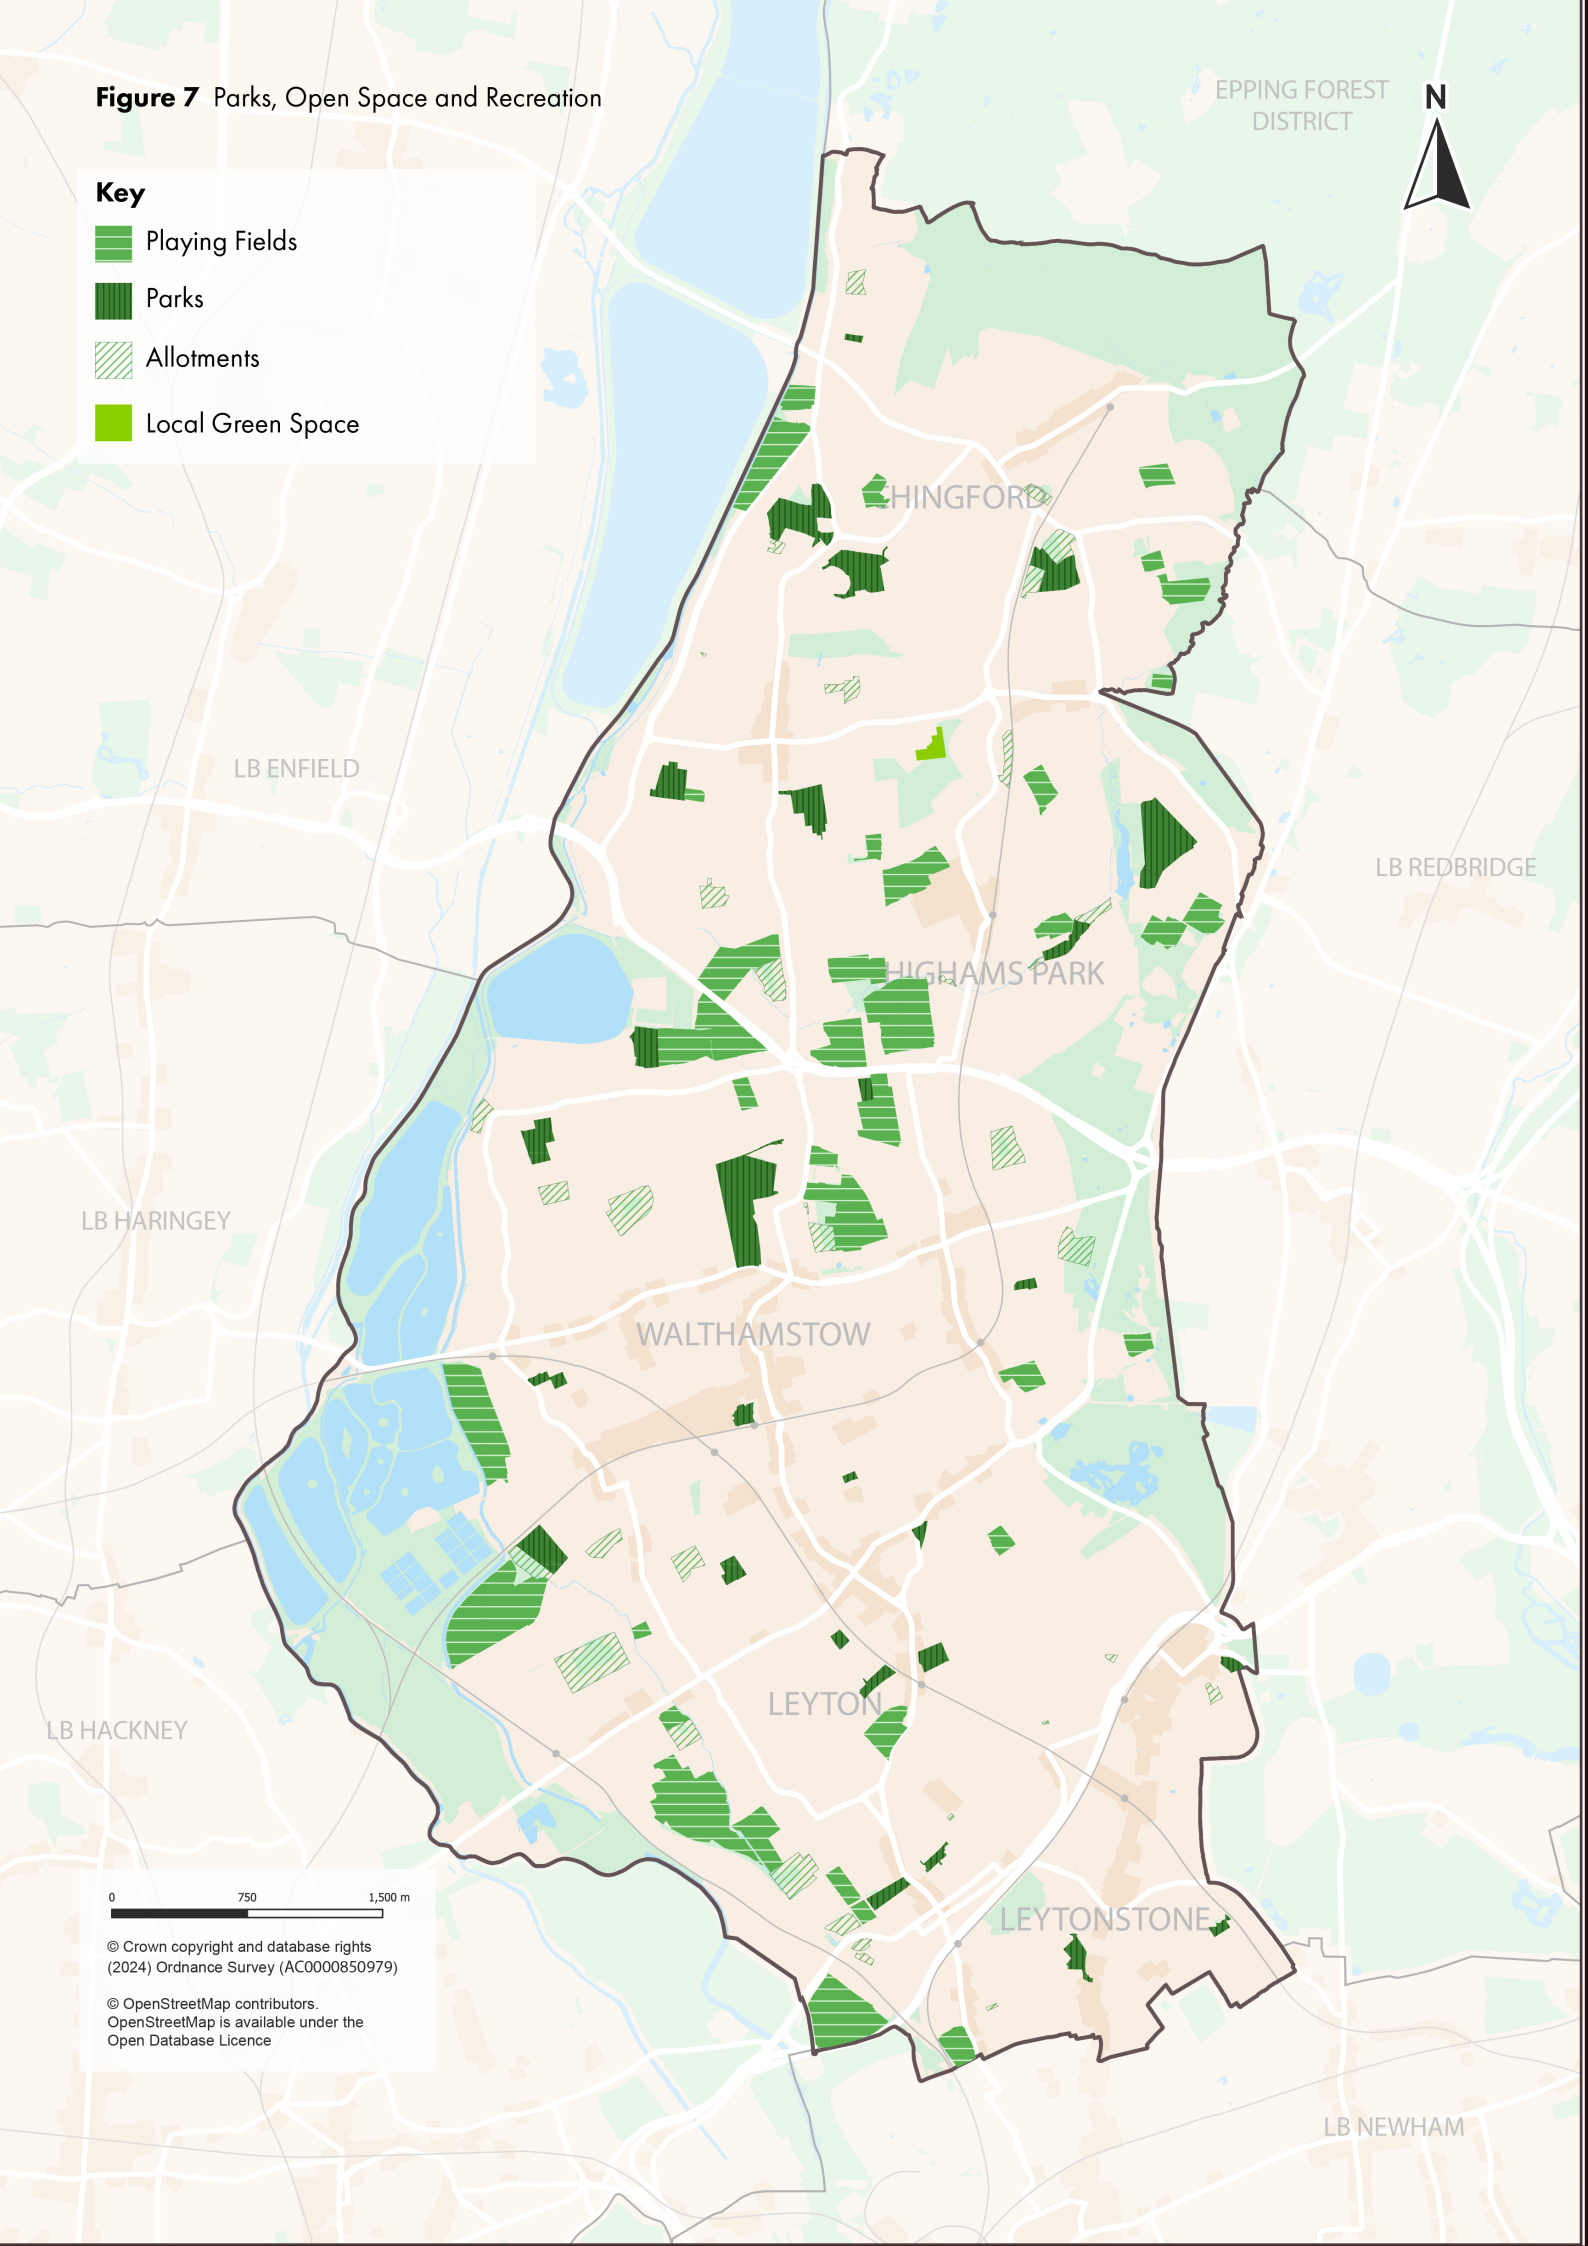 Figure 7 Parks, Open Space and Recreation
EPPING FOREST
DISTRICT
N
Key
Playing Fields
Parks
Allotments
Local Green Space
CHINGFORD
LB ENFIELD
LB REDBRIDGE
HIGHAMS PARK
LB HARINGEY
WALTHAMSTOW
LEYTON
LB HACKNEY
0 750 1,500 m
LEYTONSTONE
© Crown copyright and database rights
(2024) Ordnance Survey (AC0000850979)
© OpenStreetMap contributors.
OpenStreetMap is available under the
Open Database Licence
LB NEWHAM